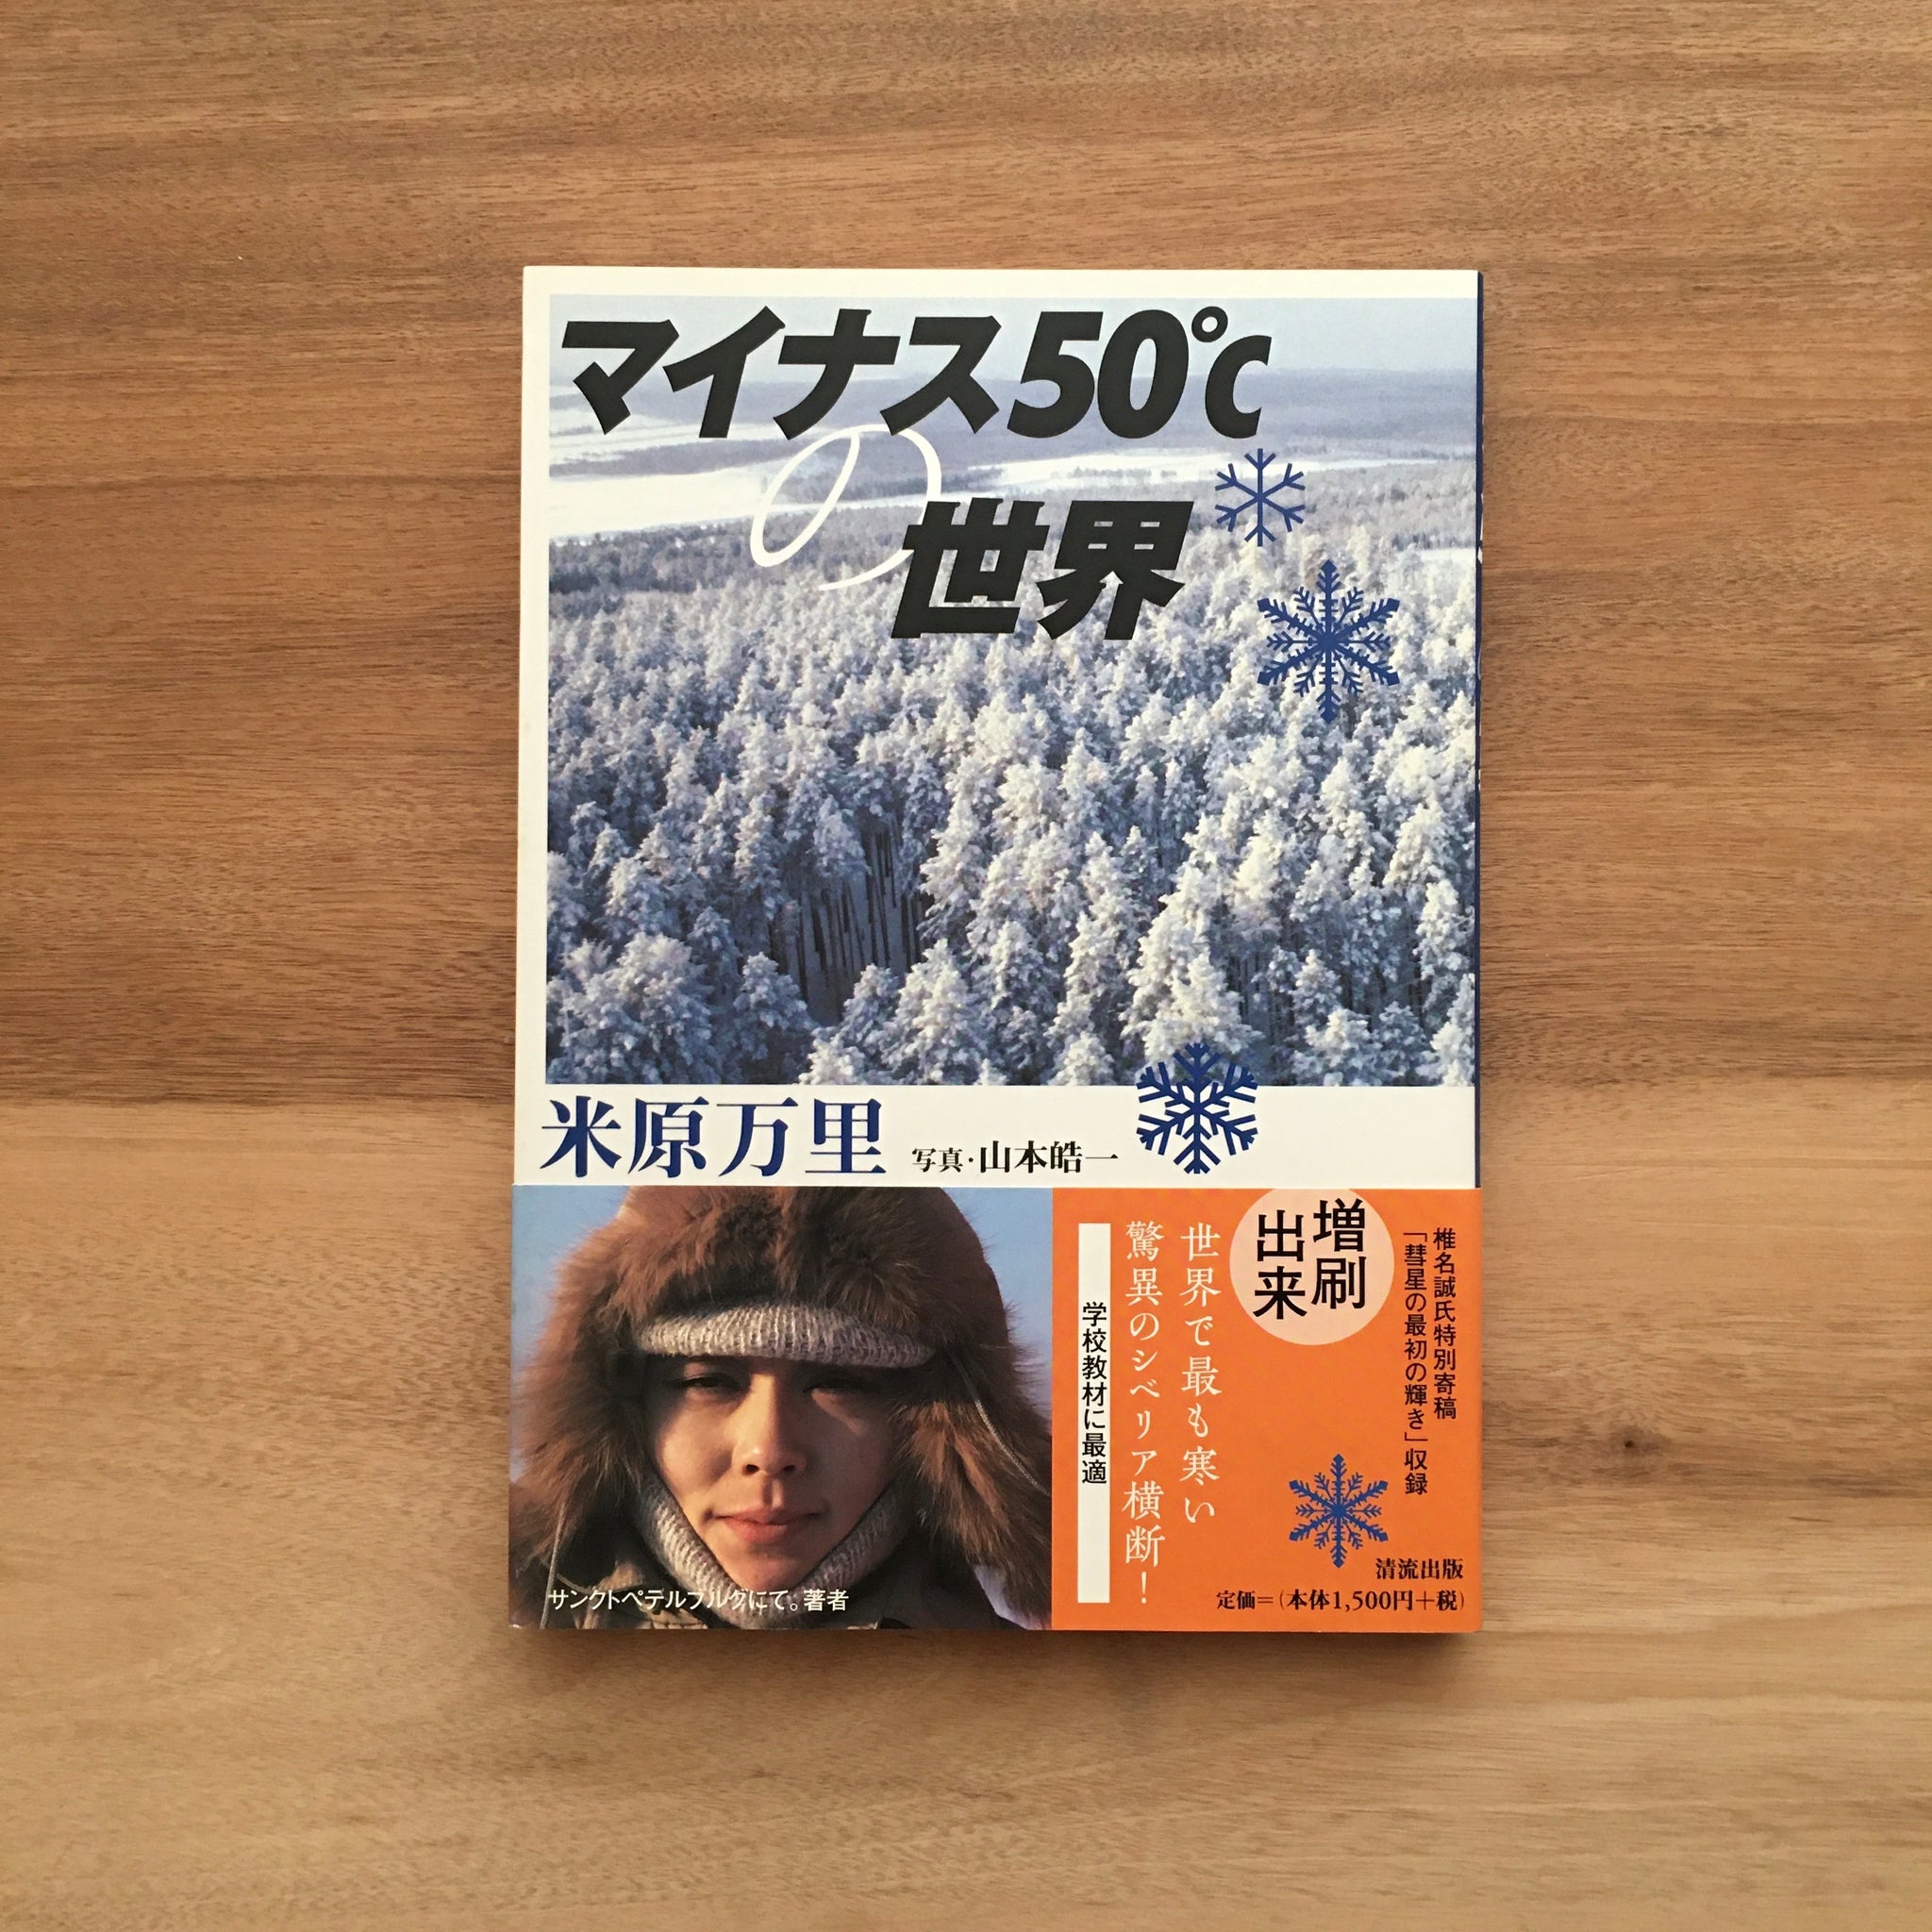 マイナス50℃
の
世界
米原万里
写真・山本皓一
椎名誠氏特別寄稿
「彗星の最初の輝き」収録
増刷
出来
世界で最も寒い
驚異のシベリア横断!
学校教材に最適
清流出版
定価=(本体1,500円+税)
サンクトペテルブルグにて。著者